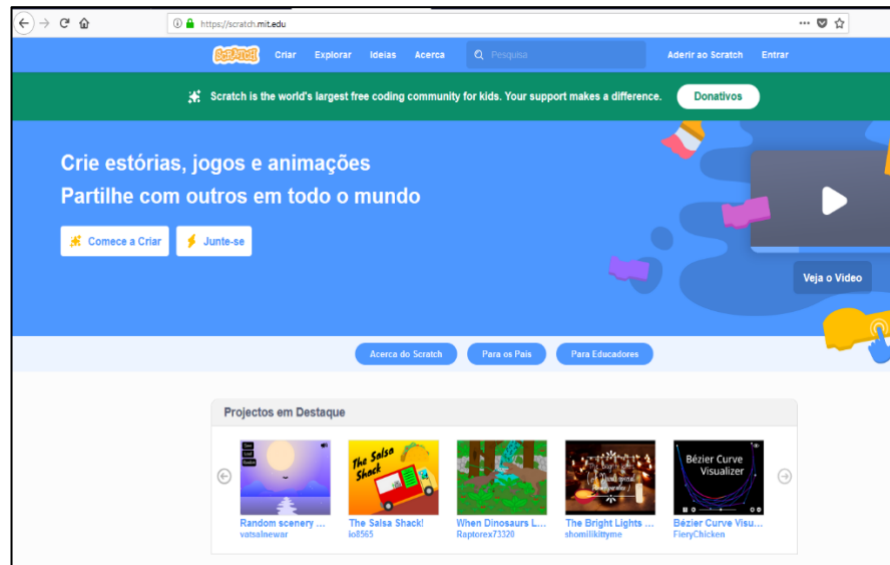 https://scratch.mit.edu
SCRATCH Criar Explorar Ideias Acerca Pesquisa Aderir ao Scratch Entrar
Scratch is the world's largest free coding community for kids. Your support makes a difference. Donativos
Crie estórias, jogos e animações
Partilhe com outros em todo o mundo
Comece a Criar Junte-se
Veja o Video
Acerca do Scratch Para os Pais Para Educadores
Projectos em Destaque
The Salsa Shack
Bézier Curve Visualizer
Random scenery ... The Salsa Shack! When Dinosaurs L... The Bright Lights ... Bézier Curve Visu...
vatsalnewar io8565 Raptorex73320 shomilikittyme FieryChicken